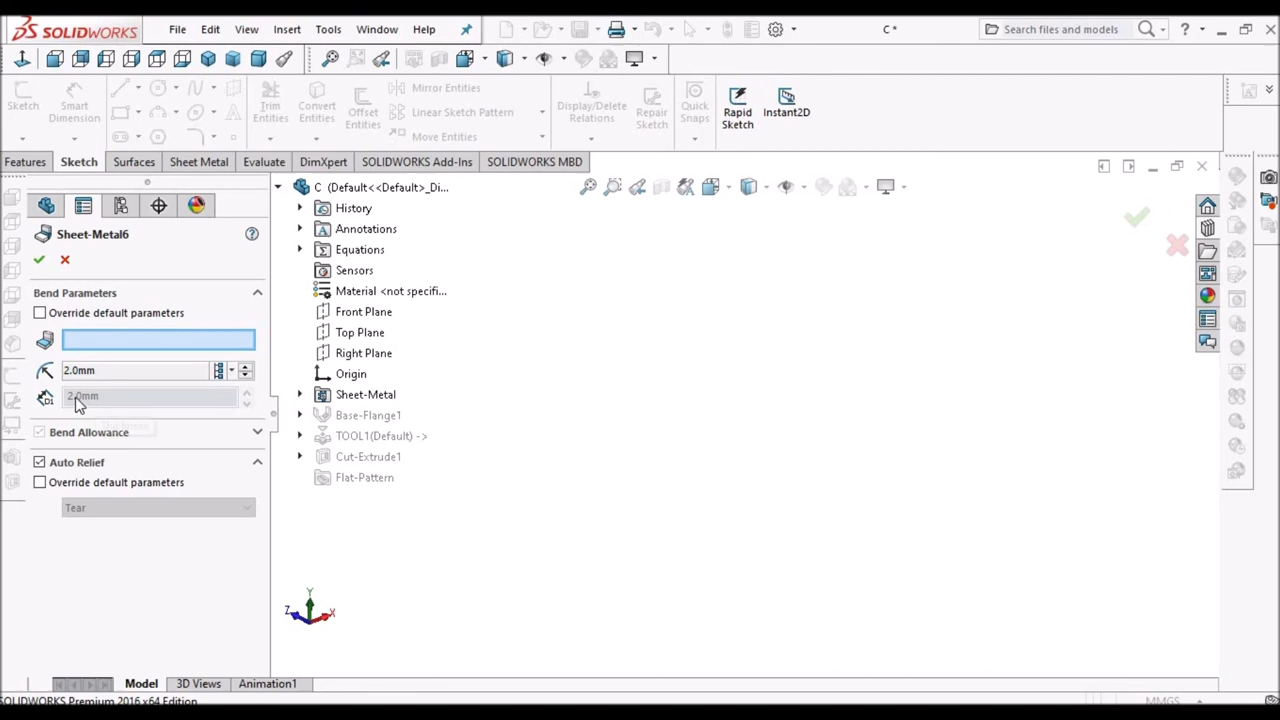 SOLIDWORKS File Edit View Insert Tools Window Help C * Search files and models ?
Sketch Smart Dimension Trim Entities Convert Entities Offset Entities Mirror Entities Linear Sketch Pattern Move Entities Display/Delete Relations Repair Sketch Quick Snaps Rapid Sketch Instant2D
Features Sketch Surfaces Sheet Metal Evaluate DimXpert SOLIDWORKS Add-Ins SOLIDWORKS MBD
Sheet-Metal6 ?
Bend Parameters
Override default parameters
2.0mm
2.0mm
Bend Allowance
Auto Relief
Override default parameters
Tear
C (Default<<Default>_Di...
History
Annotations
Equations
Sensors
Material <not specifi...
Front Plane
Top Plane
Right Plane
Origin
Sheet-Metal
Base-Flange1
TOOL1(Default) ->
Cut-Extrude1
Flat-Pattern
Y
Z X
Model 3D Views Animation1
SOLIDWORKS Premium 2016 x64 Edition MMGS